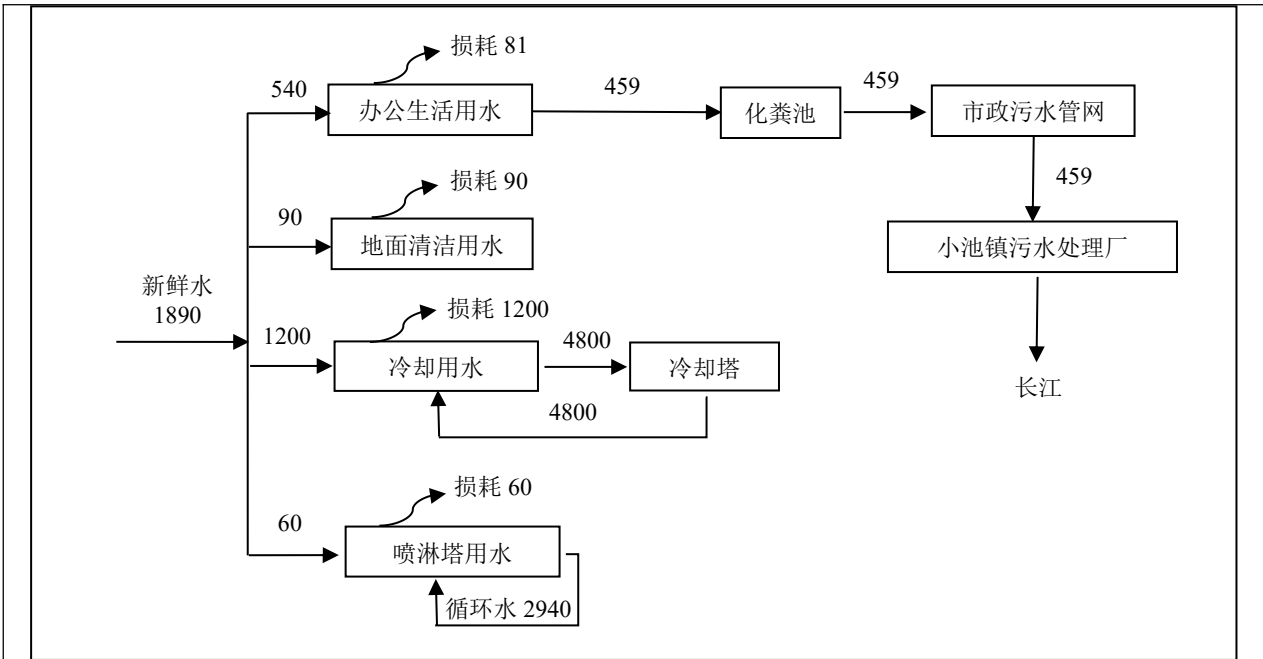 损耗 81
540
办公生活用水
459
化粪池
459
市政污水管网
459
损耗 90
90
地面清洁用水
小池镇污水处理厂
新鲜水
1890
损耗 1200
1200
冷却用水
4800
冷却塔
4800
长江
损耗 60
60
喷淋塔用水
循环水 2940